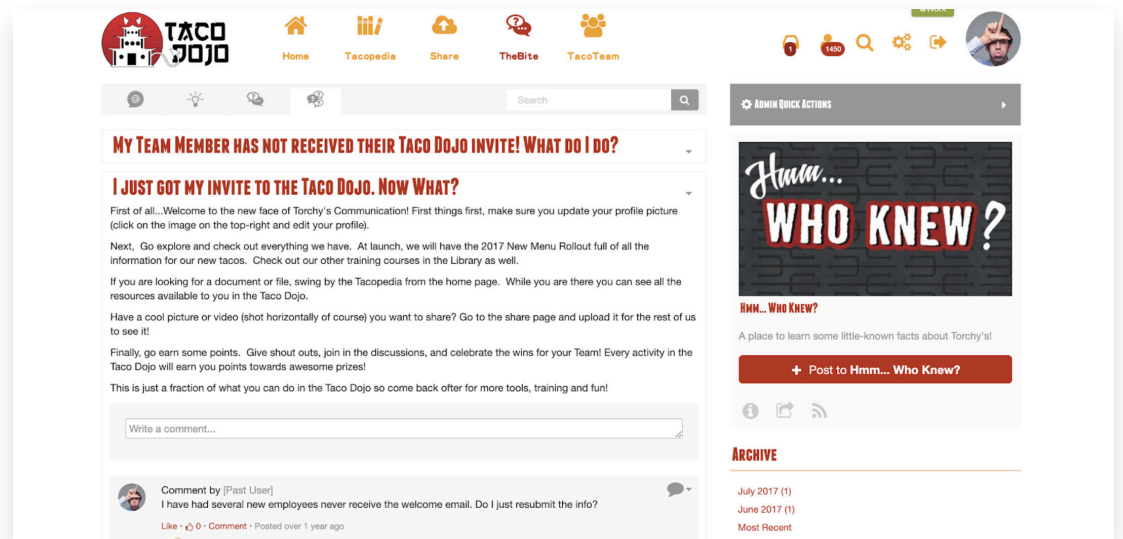 TACO
DOJO
Home
Tacopedia
Share
TheBite
TacoTeam
1
1450
Search
Admin Quick Actions
My Team Member has not received their Taco Dojo invite! What do I do?
I just got my invite to the Taco Dojo. Now What?
First of all...Welcome to the new face of Torchy's Communication! First things first, make sure you update your profile picture
(click on the image on the top-right and edit your profile).
Next, Go explore and check out everything we have. At launch, we will have the 2017 New Menu Rollout full of all the
information for our new tacos. Check out our other training courses in the Library as well.
If you are looking for a document or file, swing by the Tacopedia from the home page. While you are there you can see all the
resources available to you in the Taco Dojo.
Have a cool picture or video (shot horizontally of course) you want to share? Go to the share page and upload it for the rest of us
to see it!
Finally, go earn some points. Give shout outs, join in the discussions, and celebrate the wins for your Team! Every activity in the
Taco Dojo will earn you points towards awesome prizes!
This is just a fraction of what you can do in the Taco Dojo so come back ofter for more tools, training and fun!
Write a comment...
Comment by [Past User]
I have had several new employees never receive the welcome email. Do I just resubmit the info?
Like • 0 • Comment • Posted over 1 year ago
Hmm...
WHO KNEW?
Hmm... Who Knew?
A place to learn some little-known facts about Torchy's!
+ Post to Hmm... Who Knew?
Archive
July 2017 (1)
June 2017 (1)
Most Recent